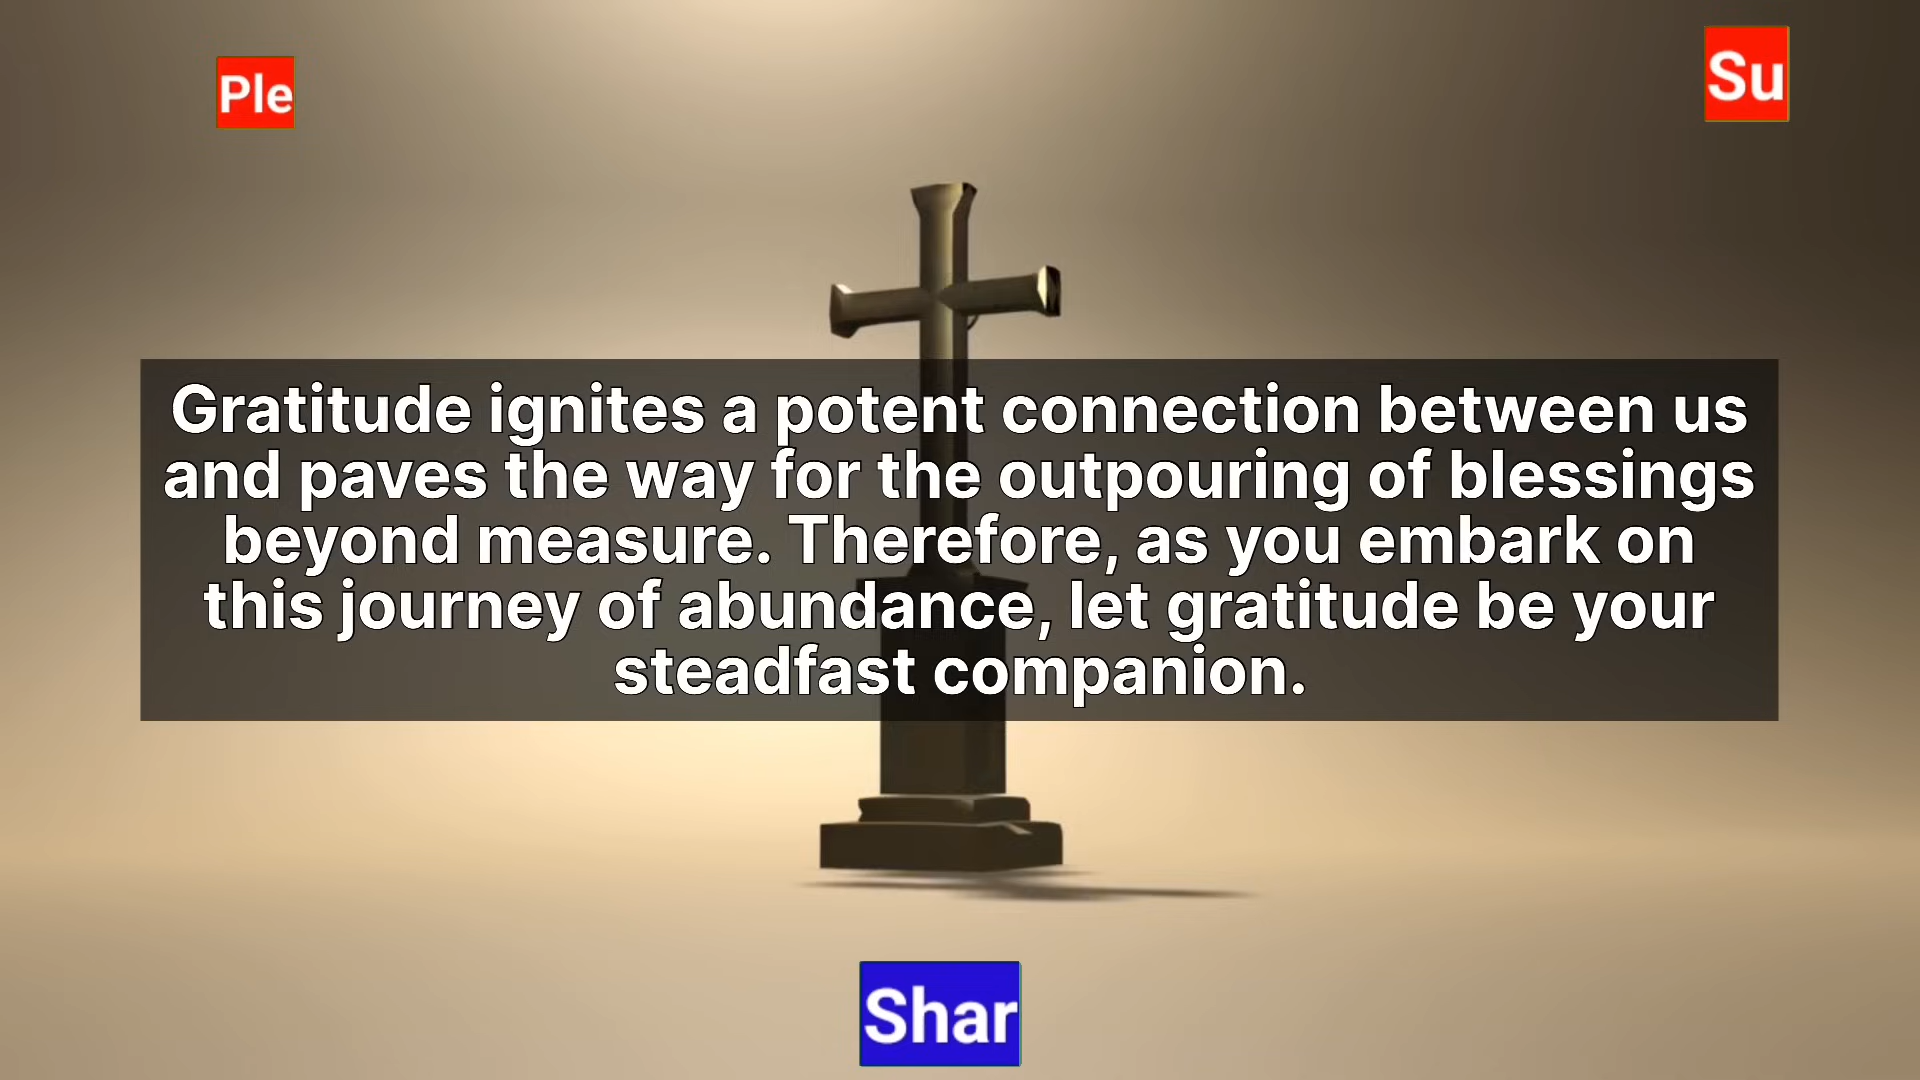 Ple
Su
Gratitude ignites a potent connection between us
and paves the way for the outpouring of blessings
beyond measure. Therefore, as you embark on
this journey of abundance, let gratitude be your
steadfast companion.
Shar